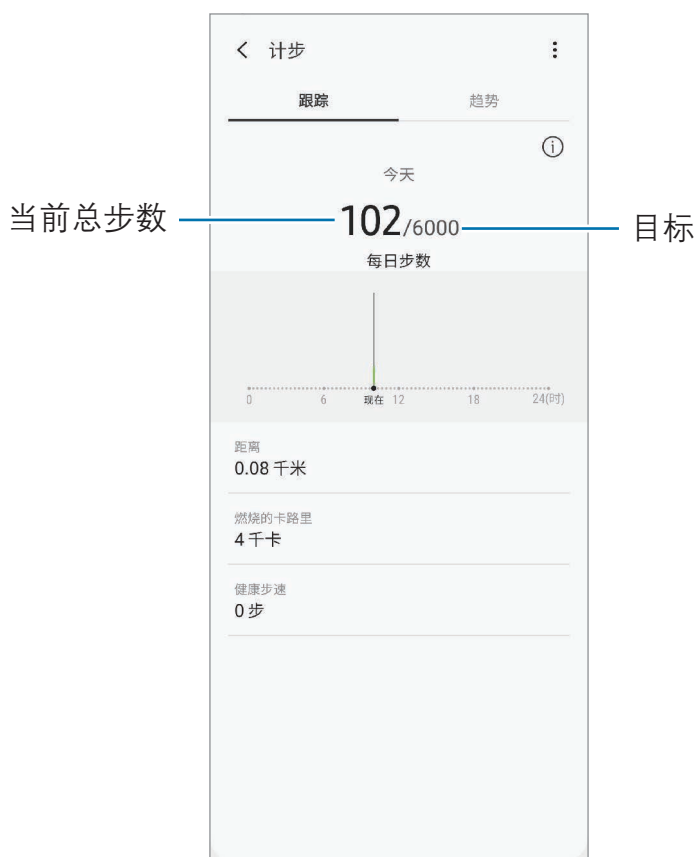 计步
跟踪 趋势
今天
当前总步数 102/6000 目标
每日步数
0 6 现在 12 18 24(时)
距离
0.08 千米
燃烧的卡路里
4 千卡
健康步速
0 步